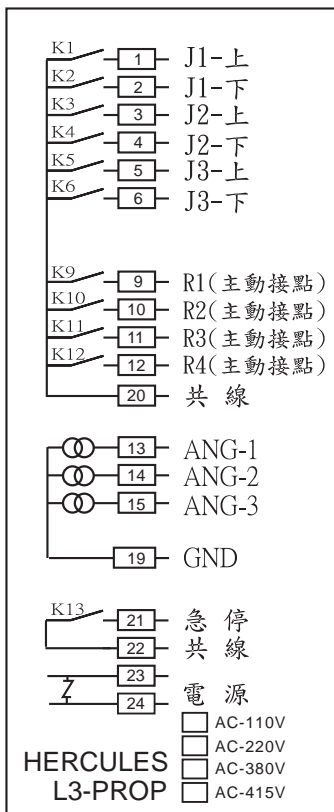 K1 1 J1-上
K2 2 J1-下
K3 3 J2-上
K4 4 J2-下
K5 5 J3-上
K6 6 J3-下
K9 9 R1(主動接點)
K10 10 R2(主動接點)
K11 11 R3(主動接點)
K12 12 R4(主動接點)
20 共線
13 ANG-1
14 ANG-2
15 ANG-3
19 GND
K13 21 急停
22 共線
23
24 電源
AC-110V
AC-220V
HERCULES AC-380V
L3-PROP AC-415V